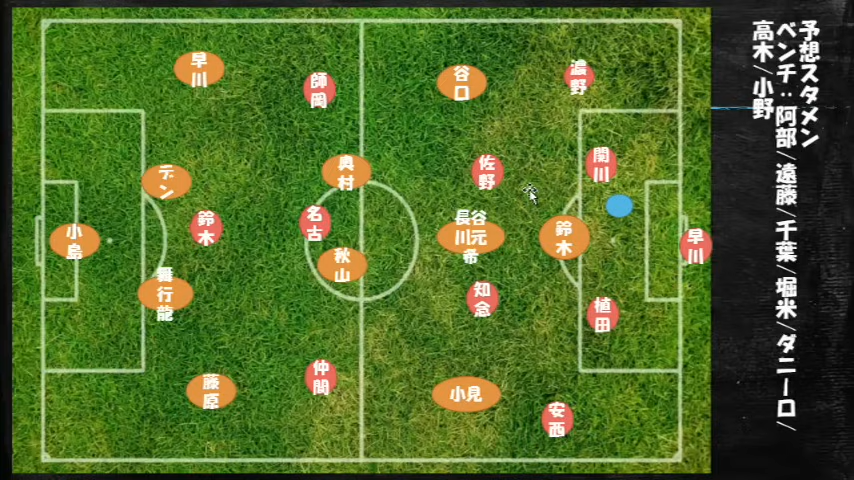 予想スタメン
ベンチ：阿部/遠藤/千葉/堀米/ダニーロ/
高木/小野
早川
師岡
谷口
濃野
デン
奥村
佐野
関川
小島
鈴木
名古
秋山
長谷川元希
鈴木
早川
舞行龍
知念
植田
藤原
仲間
小見
安西